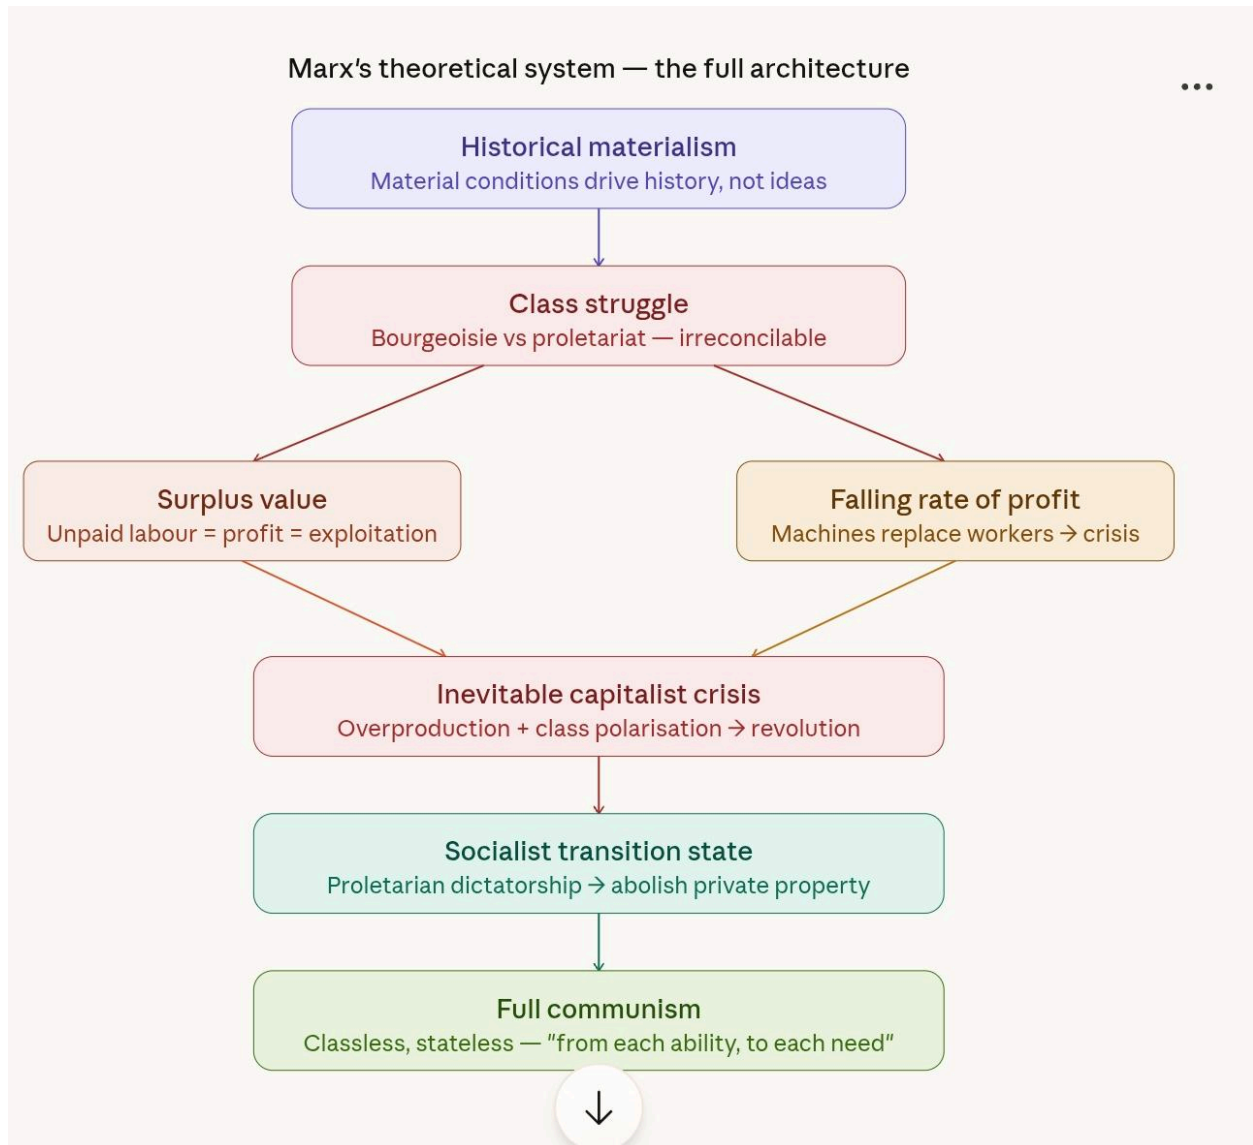 Marx's theoretical system — the full architecture
Historical materialism
Material conditions drive history, not ideas
Class struggle
Bourgeoisie vs proletariat — irreconcilable
Surplus value
Unpaid labour = profit = exploitation
Falling rate of profit
Machines replace workers → crisis
Inevitable capitalist crisis
Overproduction + class polarisation → revolution
Socialist transition state
Proletarian dictatorship → abolish private property
Full communism
Classless, stateless — "from each ability, to each need"